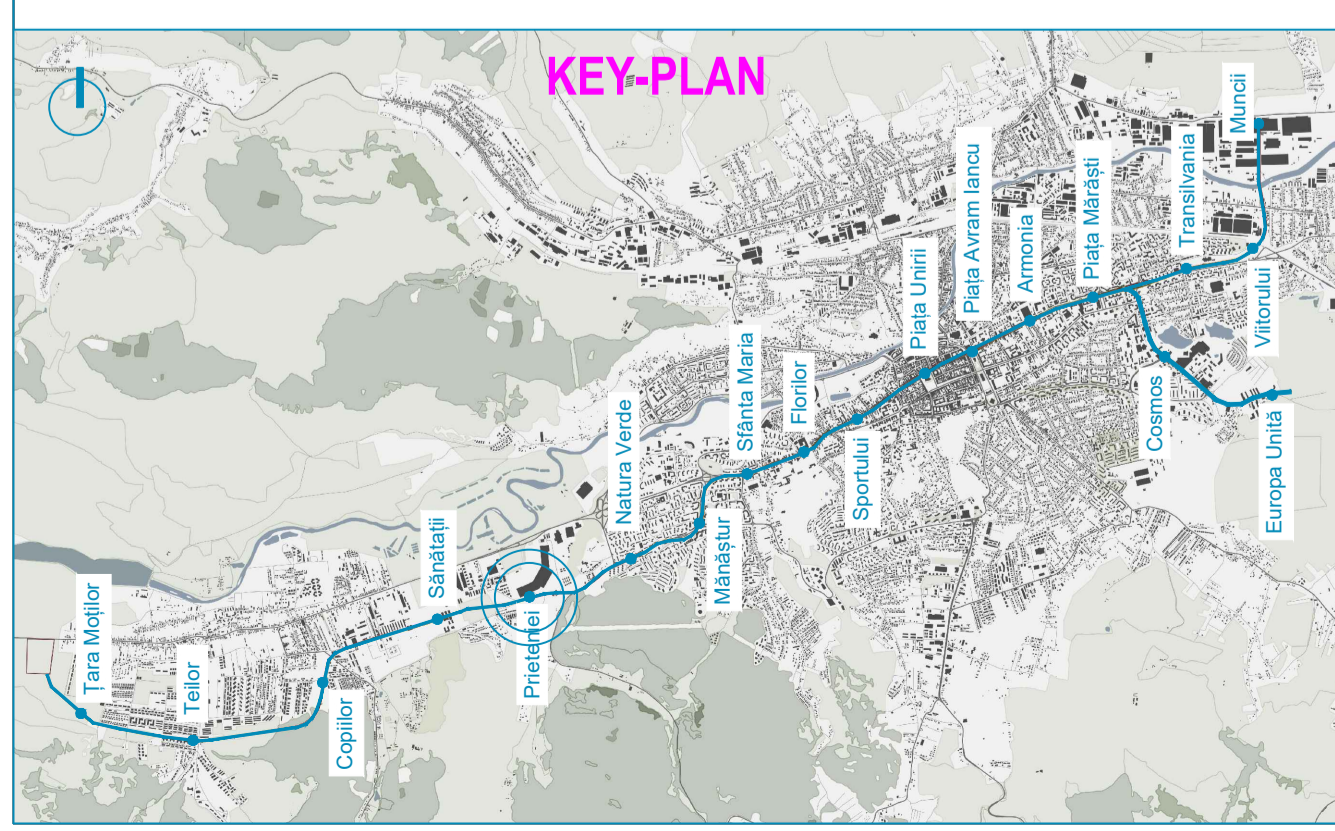 KEY-PLAN
Țara Moților
Teilor
Copiilor
Sănătații
Prieteniei
Natura Verde
Mănăștur
Sfânta Maria
Florilor
Sportului
Piața Unirii
Piața Avram Iancu
Armonia
Piața Mărăști
Transilvania
Viitorului
Muncii
Cosmos
Europa Unită